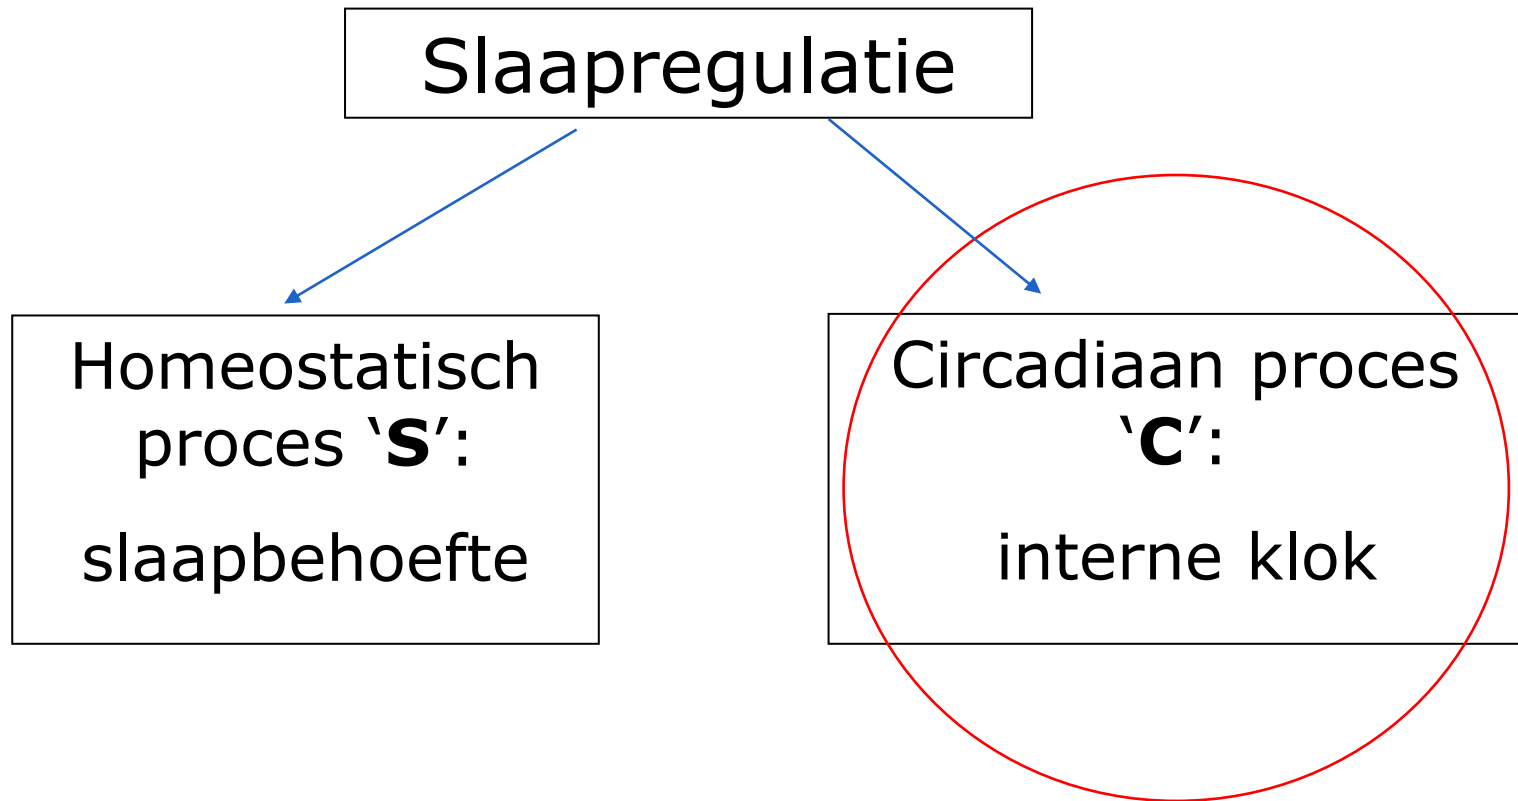 Slaapregulatie
Homeostatisch
proces ‘S’:
slaapbehoefte
Circadiaan proces
‘C’:
interne klok